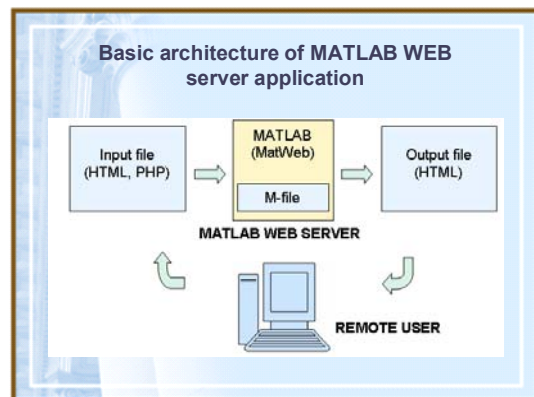 Basic architecture of MATLAB WEB
server application
Input file
(HTML, PHP)
MATLAB
(MatWeb)
M-file
Output file
(HTML)
MATLAB WEB SERVER
REMOTE USER